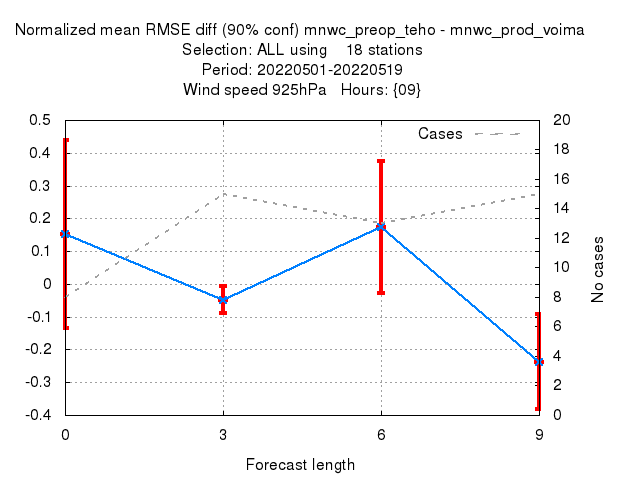 Normalized mean RMSE diff (90% conf) mnwc_preop_teho - mnwc_prod_voima
Selection: ALL using    18 stations
Period: 20220501-20220519
Wind speed 925hPa   Hours: {09}
Cases
0.5
0.4
0.3
0.2
0.1
0
-0.1
-0.2
-0.3
-0.4
20
18
16
14
12
10
8
6
4
2
0
No cases
0 3 6 9
Forecast length